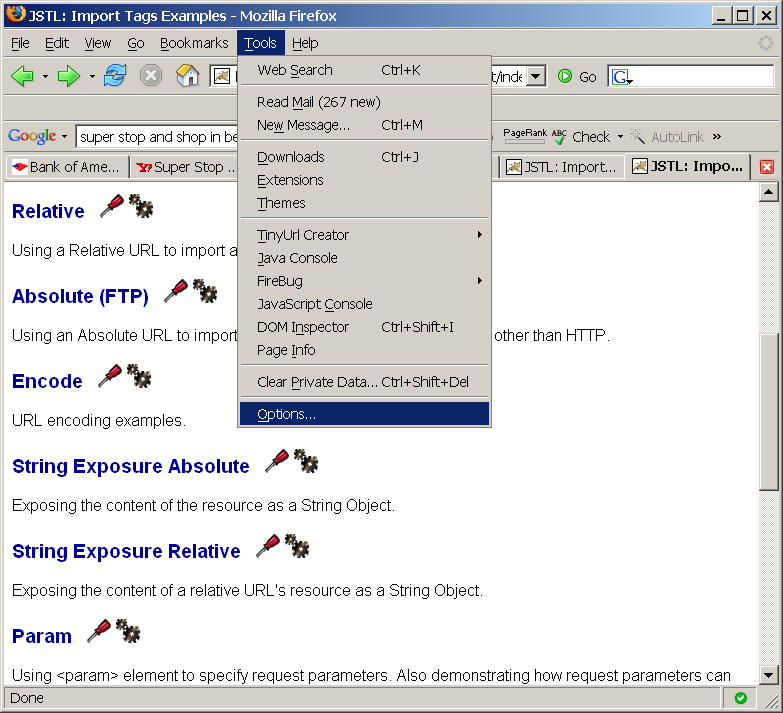 JSTL: Import Tags Examples - Mozilla Firefox
File Edit View Go Bookmarks Tools Help
t/inde Go G
Google super stop and shop in be PageRank ABC Check AutoLink »
Bank of Ame... Super Stop ... JSTL: Import... JSTL: Impo...
Web Search Ctrl+K
Read Mail (267 new)
New Message... Ctrl+M
Downloads Ctrl+J
Extensions
Themes
TinyUrl Creator
Java Console
FireBug
JavaScript Console
DOM Inspector Ctrl+Shift+I
Page Info
Clear Private Data... Ctrl+Shift+Del
Options...
Relative
Using a Relative URL to import a
Absolute (FTP)
Using an Absolute URL to import other than HTTP.
Encode
URL encoding examples.
String Exposure Absolute
Exposing the content of the resource as a String Object.
String Exposure Relative
Exposing the content of a relative URL's resource as a String Object.
Param
Using <param> element to specify request parameters. Also demonstrating how request parameters can
Done